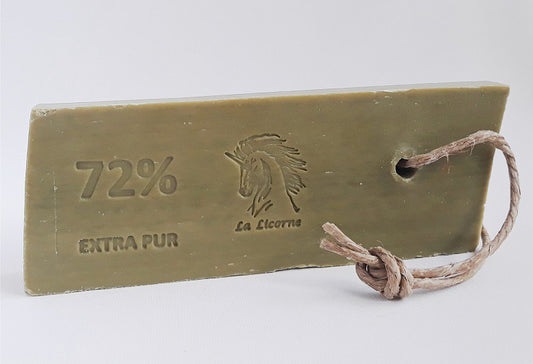 72%
EXTRA PUR
La Licorne